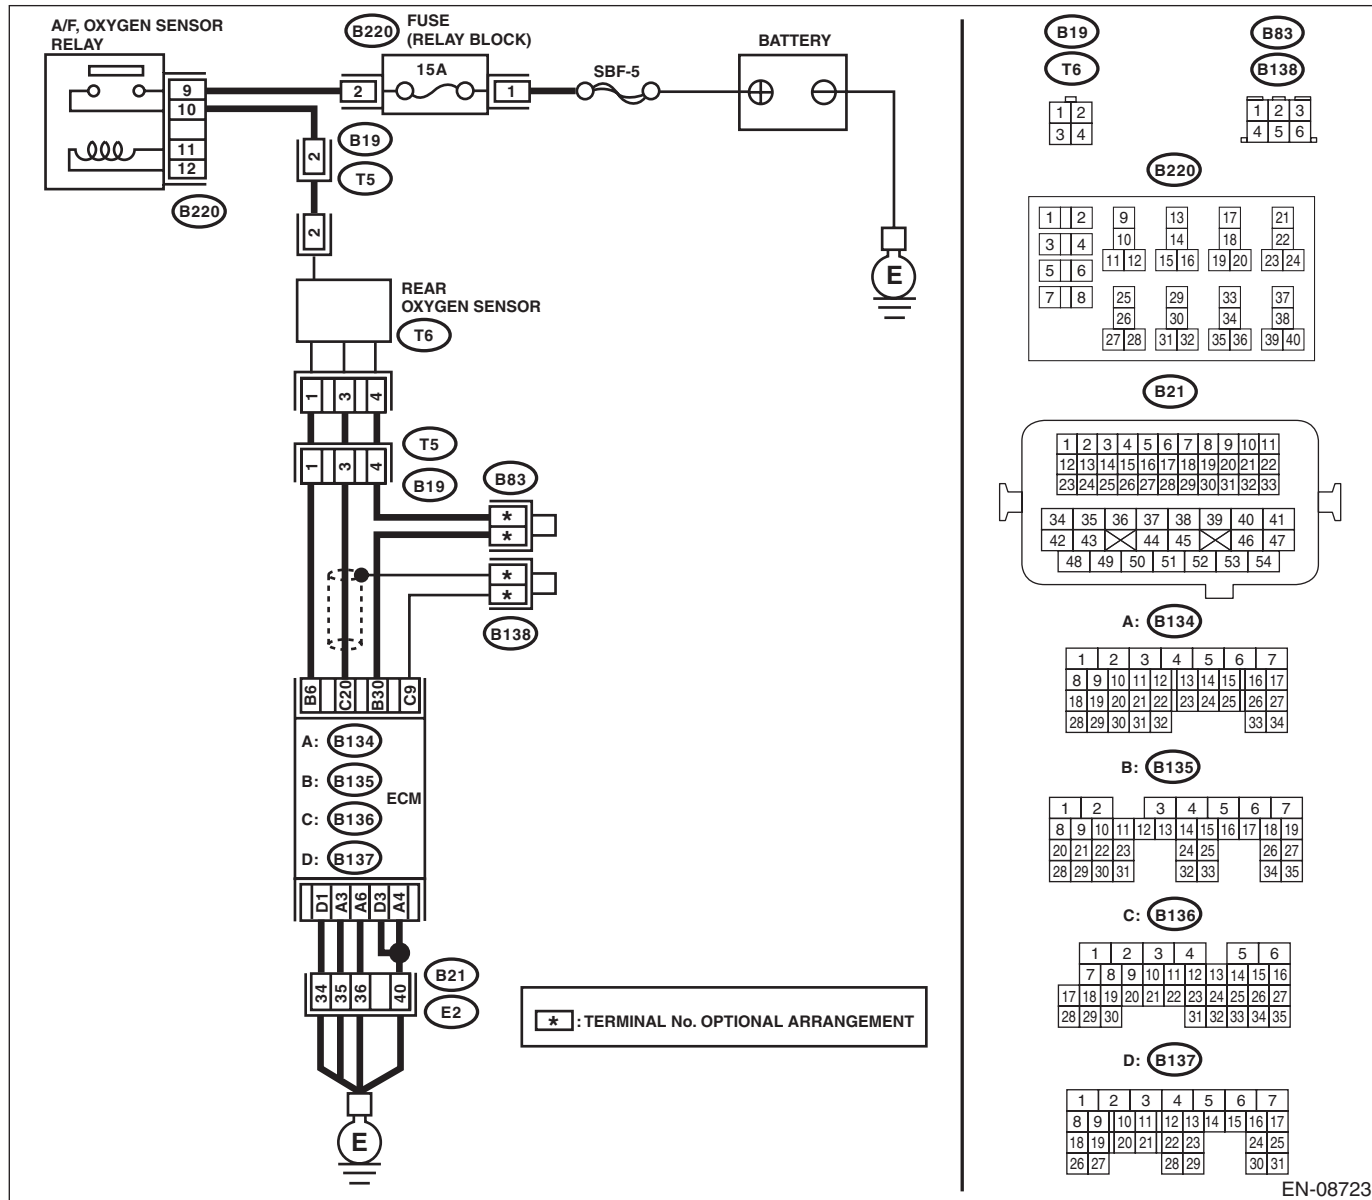 A/F, OXYGEN SENSOR
RELAY
B220
FUSE
(RELAY BLOCK)
BATTERY
15A
SBF-5
9
10
11
12
2
1
B220
2
B19
T5
2
E
REAR
OXYGEN SENSOR
T6
1 3 4
T5
1 3 4
B19
B83
*
*
*
*
B138
B6 C20 B30 C9
A: B134
B: B135
ECM
C: B136
D: B137
D1 A3 A6 D3 A4
34 35 36 40
B21
E2
E
* : TERMINAL No. OPTIONAL ARRANGEMENT
B19
T6
1 2
3 4
B83
B138
1 2 3
4 5 6
B220
1 2 9 13 17 21
3 4 10 14 18 22
11 12 15 16 19 20 23 24
5 6
7 8 25 29 33 37
26 30 34 38
27 28 31 32 35 36 39 40
B21
1 2 3 4 5 6 7 8 9 10 11
12 13 14 15 16 17 18 19 20 21 22
23 24 25 26 27 28 29 30 31 32 33
34 35 36 37 38 39 40 41
42 43 44 45 46 47
48 49 50 51 52 53 54
A: B134
1 2 3 4 5 6 7
8 9 10 11 12 13 14 15 16 17
18 19 20 21 22 23 24 25 26 27
28 29 30 31 32 33 34
B: B135
1 2 3 4 5 6 7
8 9 10 11 12 13 14 15 16 17 18 19
20 21 22 23 24 25 26 27
28 29 30 31 32 33 34 35
C: B136
1 2 3 4 5 6
7 8 9 10 11 12 13 14 15 16
17 18 19 20 21 22 23 24 25 26 27
28 29 30 31 32 33 34 35
D: B137
1 2 3 4 5 6 7
8 9 10 11 12 13 14 15 16 17
18 19 20 21 22 23 24 25
26 27 28 29 30 31
EN-08723